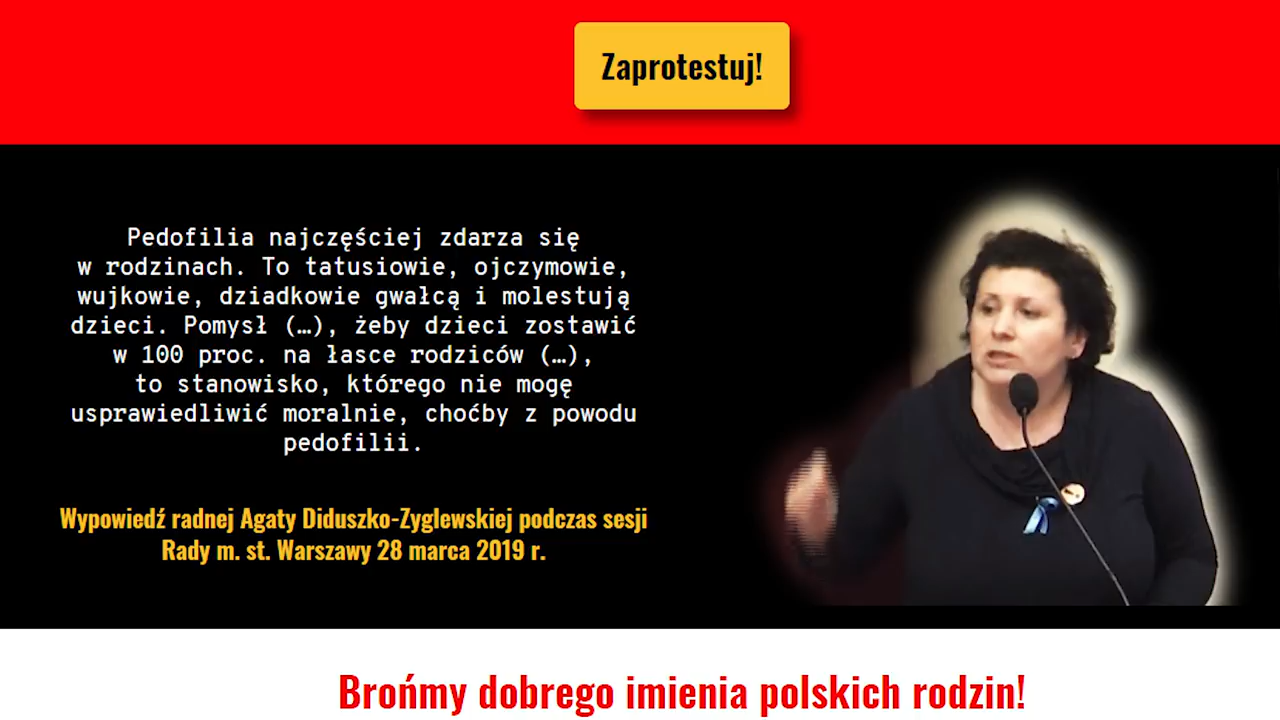 Zaprotestuj!
Pedofilia najczęściej zdarza się
w rodzinach. To tatusiowie, ojczymowie,
wujkowie, dziadkowie gwałcą i molestują
dzieci. Pomysł (…), żeby dzieci zostawić
w 100 proc. na łasce rodziców (…),
to stanowisko, którego nie mogę
usprawiedliwić moralnie, choćby z powodu
pedofilii.
Wypowiedź radnej Agaty Diduszko-Zyglewskiej podczas sesji
Rady m. st. Warszawy 28 marca 2019 r.
Brońmy dobrego imienia polskich rodzin!